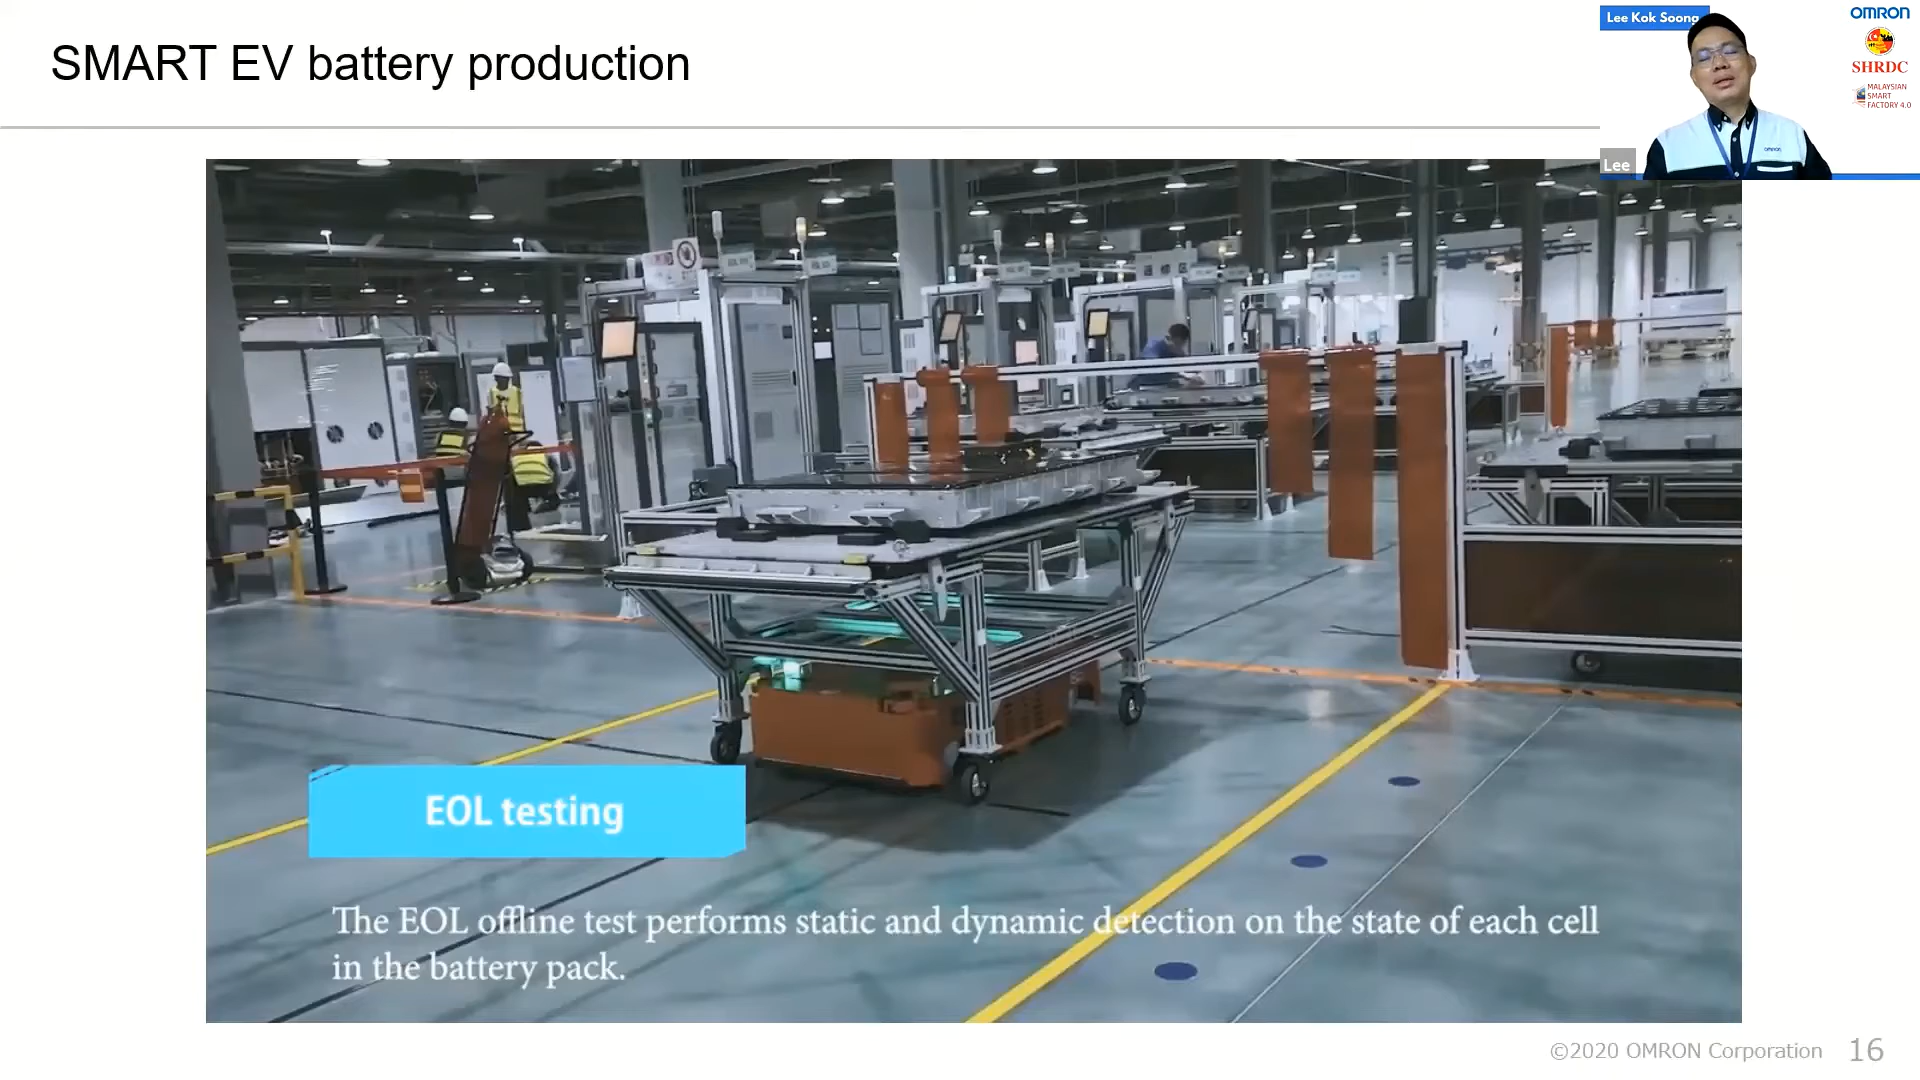 SMART EV battery production
Lee Kok Soong
OMRON
SHRDC
MALAYSIAN
SMART
FACTORY 4.0
Lee
EOL testing
The EOL offline test performs static and dynamic detection on the state of each cell
in the battery pack.
©2020 OMRON Corporation
16